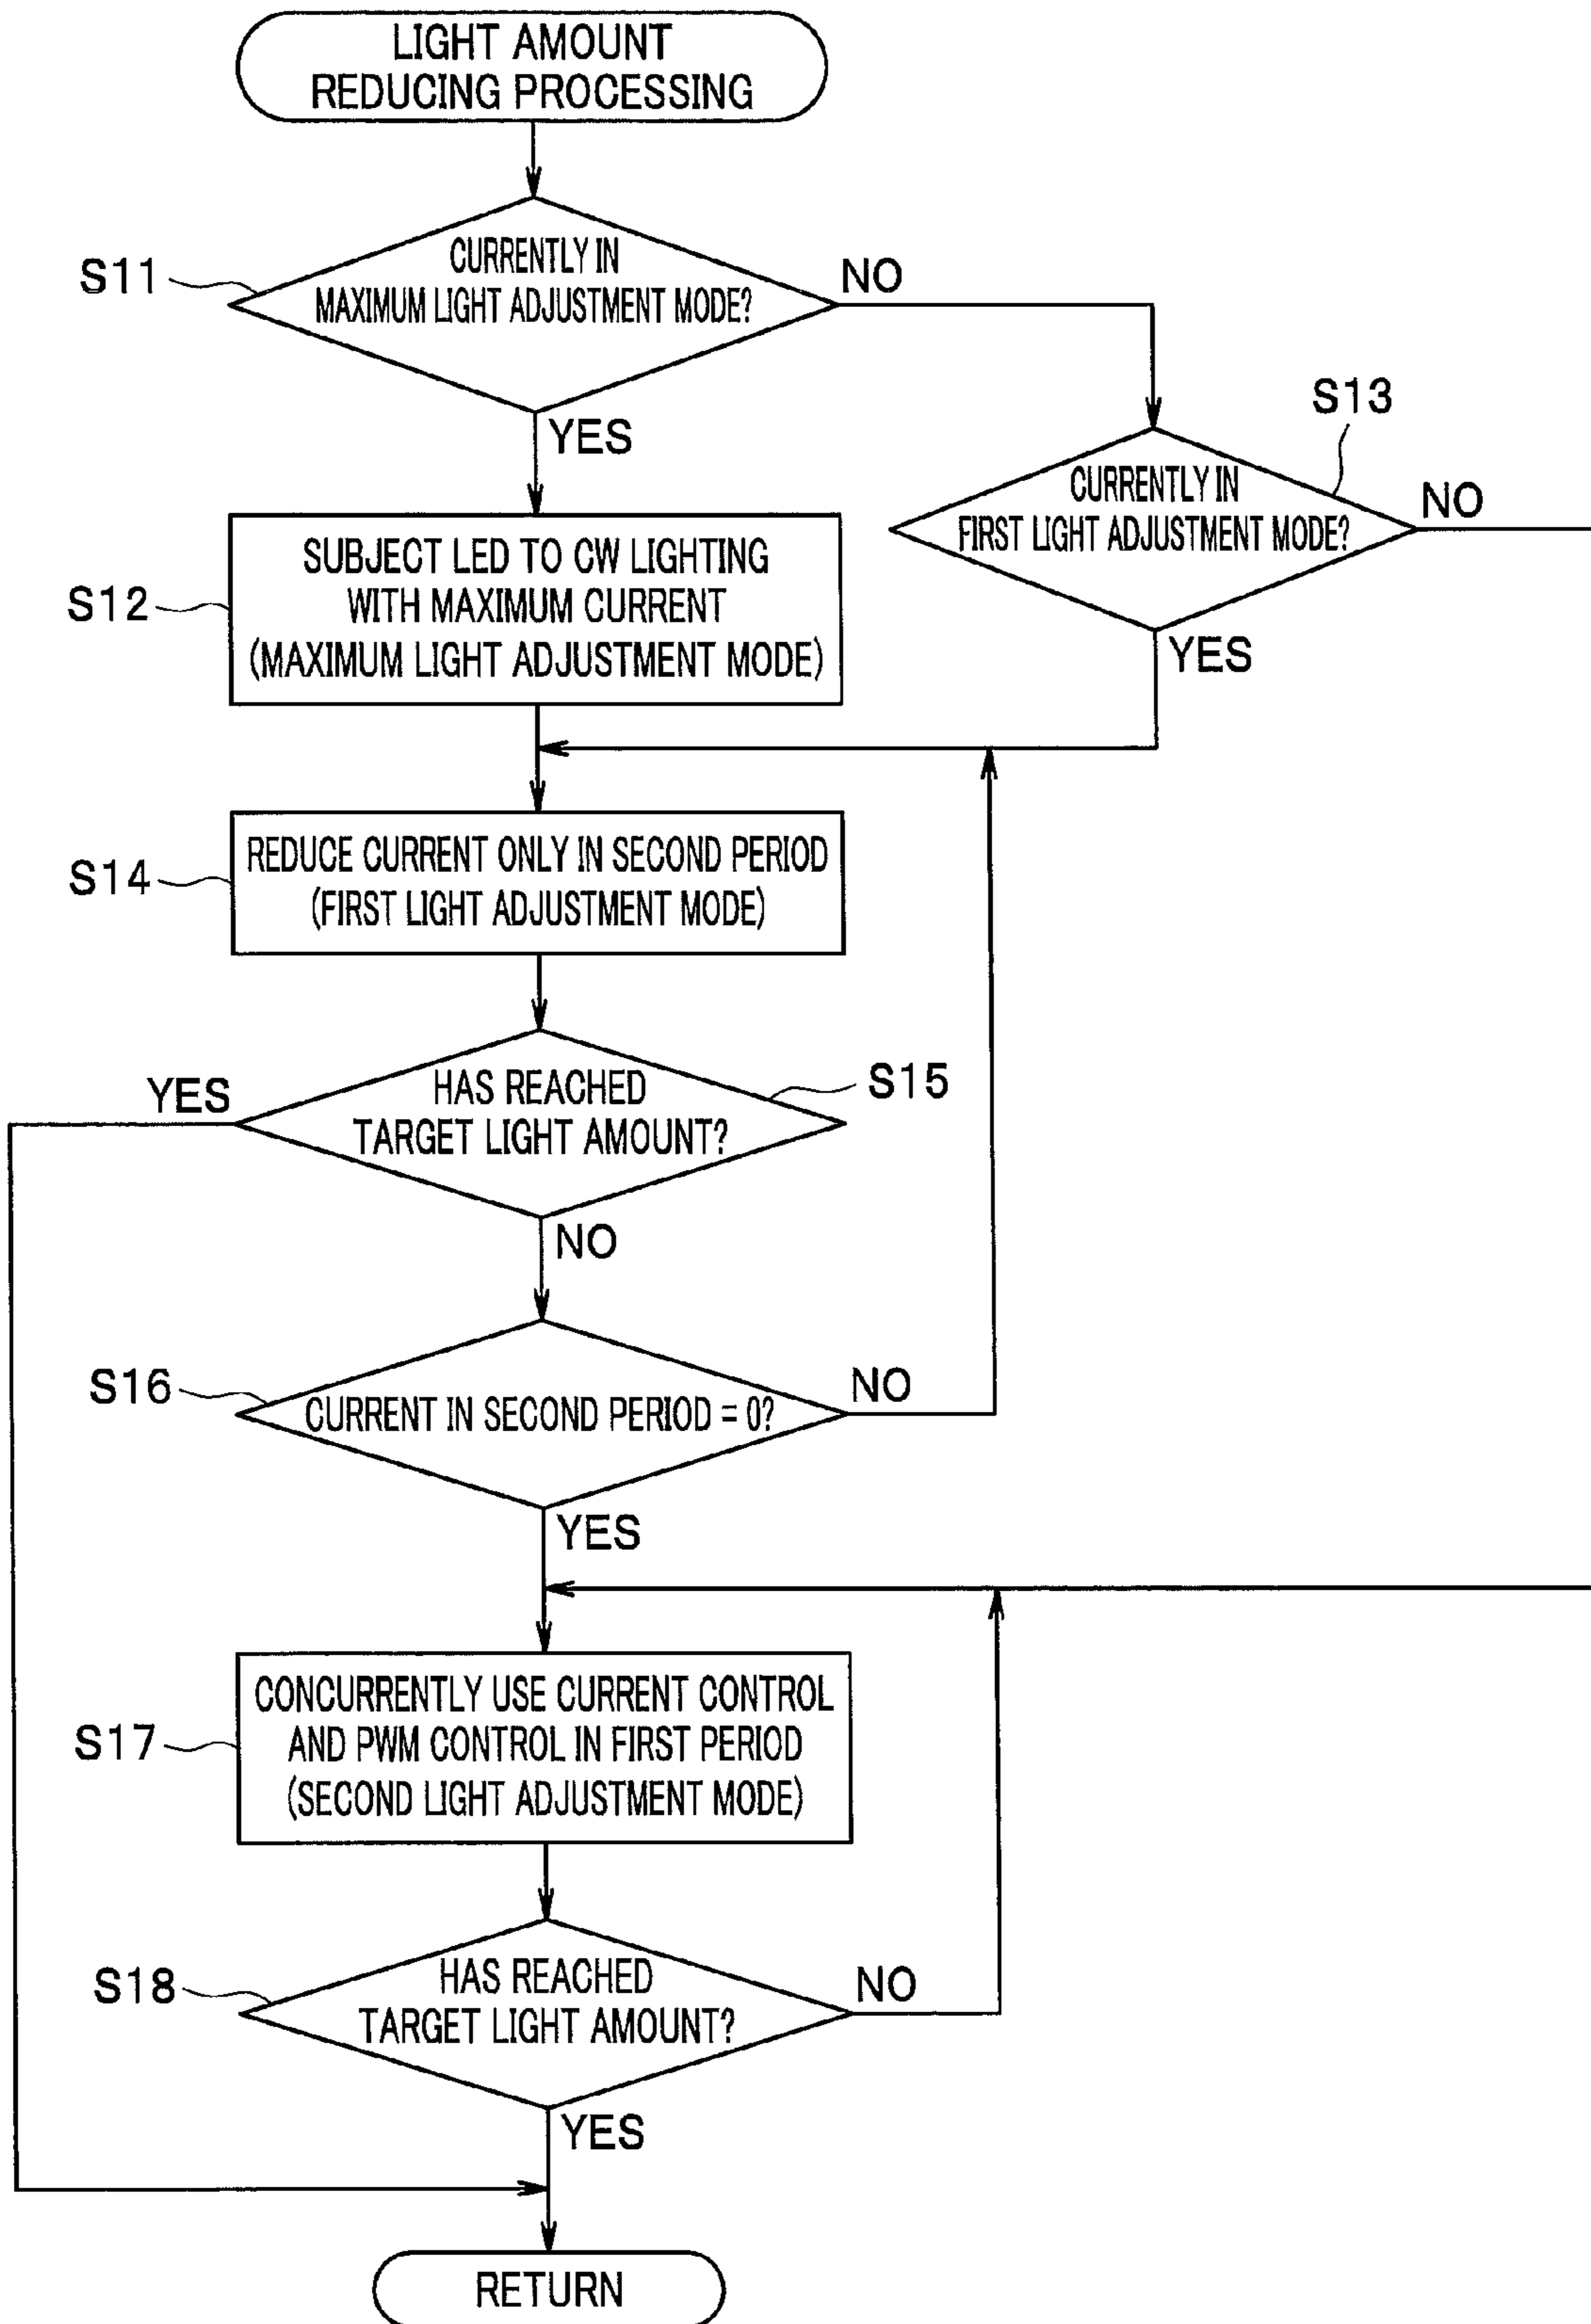 LIGHT AMOUNT
REDUCING PROCESSING
S11
CURRENTLY IN
MAXIMUM LIGHT ADJUSTMENT MODE?
NO
YES
S13
CURRENTLY IN
FIRST LIGHT ADJUSTMENT MODE?
NO
YES
S12
SUBJECT LED TO CW LIGHTING
WITH MAXIMUM CURRENT
(MAXIMUM LIGHT ADJUSTMENT MODE)
S14
REDUCE CURRENT ONLY IN SECOND PERIOD
(FIRST LIGHT ADJUSTMENT MODE)
YES
HAS REACHED
TARGET LIGHT AMOUNT?
S15
NO
S16
CURRENT IN SECOND PERIOD = 0?
NO
YES
S17
CONCURRENTLY USE CURRENT CONTROL
AND PWM CONTROL IN FIRST PERIOD
(SECOND LIGHT ADJUSTMENT MODE)
S18
HAS REACHED
TARGET LIGHT AMOUNT?
NO
YES
RETURN